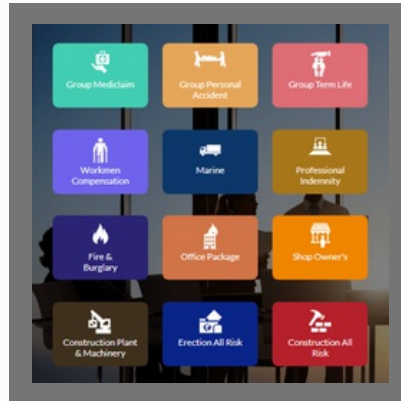 Group Mediclaim
Group Personal
Accident
Group Term Life
Workmen
Compensation
Marine
Professional
Indemnity
Fire &
Burglary
Office Package
Shop Owner's
Construction Plant
& Machinery
Erection All Risk
Construction All
Risk